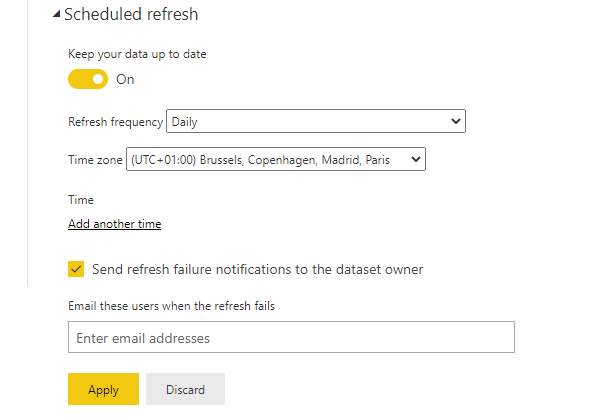 Scheduled refresh
Keep your data up to date
On
Refresh frequency Daily
Time zone (UTC+01:00) Brussels, Copenhagen, Madrid, Paris
Time
Add another time
Send refresh failure notifications to the dataset owner
Email these users when the refresh fails
Enter email addresses
Apply Discard